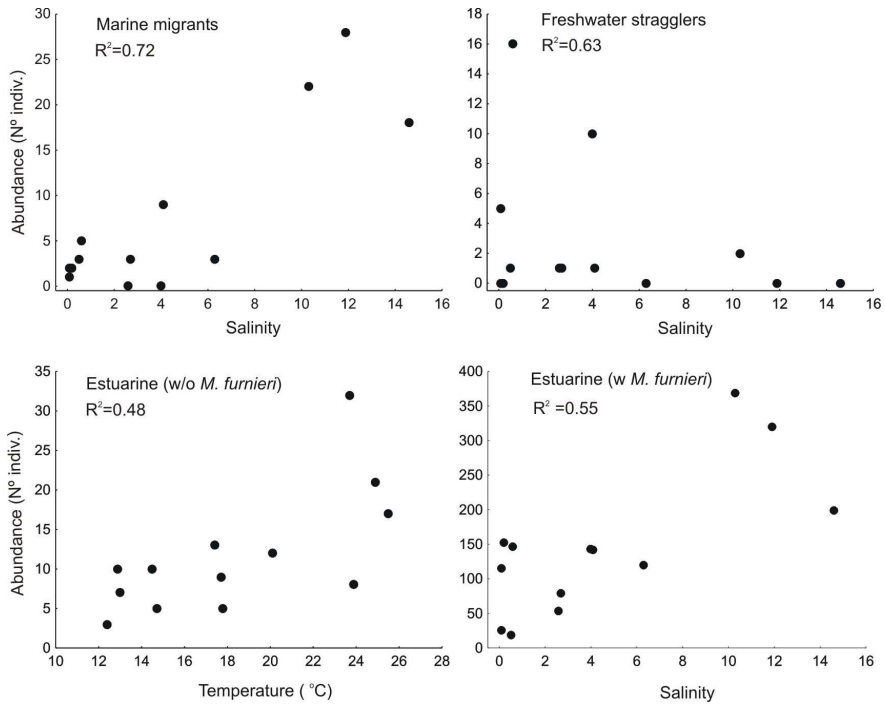 Marine migrants
R²=0.72
Abundance (Nº indiv.)
30
25
20
15
10
5
0
0 2 4 6 8 10 12 14 16
Salinity
Freshwater stragglers
R²=0.63
18
16
14
12
10
8
6
4
2
0
0 2 4 6 8 10 12 14 16
Salinity
Estuarine (w/o M. furnieri)
R²=0.48
Abundance (Nº indiv.)
35
30
25
20
15
10
5
0
10 12 14 16 18 20 22 24 26 28
Temperature ( °C)
Estuarine (w M. furnieri)
R² =0.55
400
350
300
250
200
150
100
50
0
0 2 4 6 8 10 12 14 16
Salinity